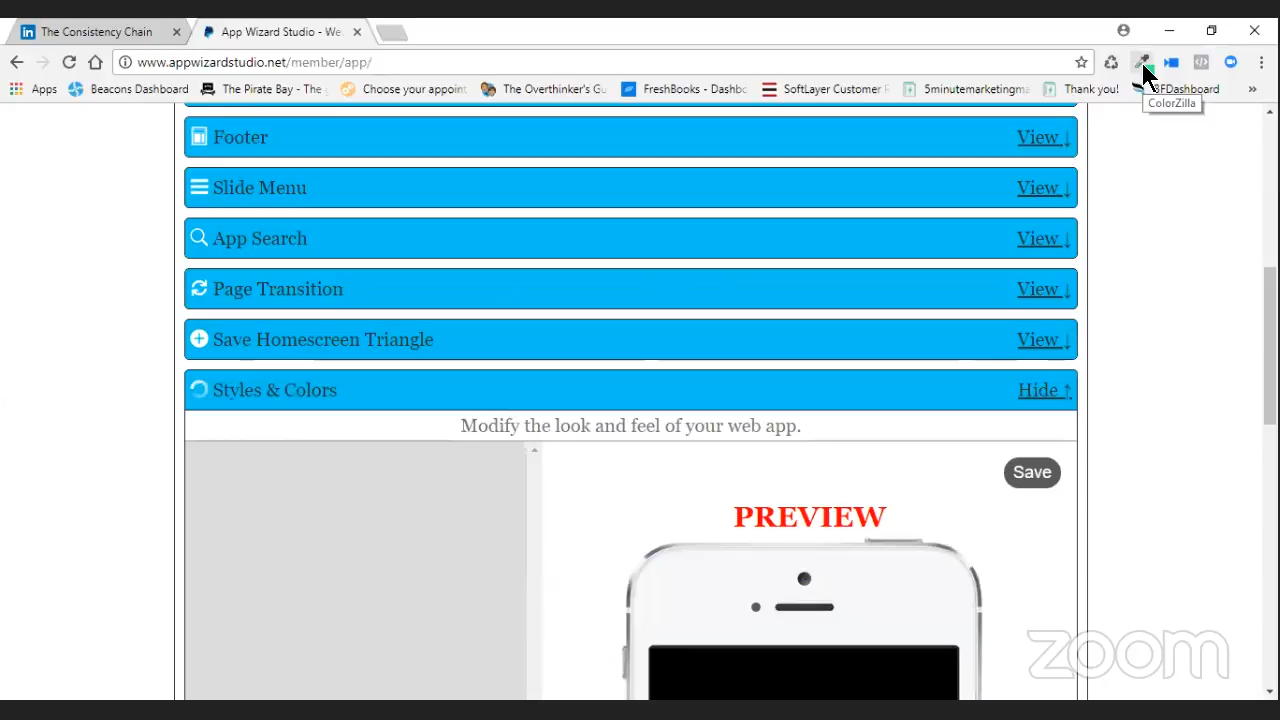 The Consistency Chain
App Wizard Studio - We
www.appwizardstudio.net/member/app/
Apps Beacons Dashboard The Pirate Bay - The Choose your appoint The Overthinker's Gu FreshBooks - Dashbo SoftLayer Customer 5minutemarketingma Thank you! BFDashboard »
ColorZilla
Footer View ↓
Slide Menu View ↓
App Search View ↓
Page Transition View ↓
Save Homescreen Triangle View ↓
Styles & Colors Hide ↑
Modify the look and feel of your web app.
Save
PREVIEW
zoom